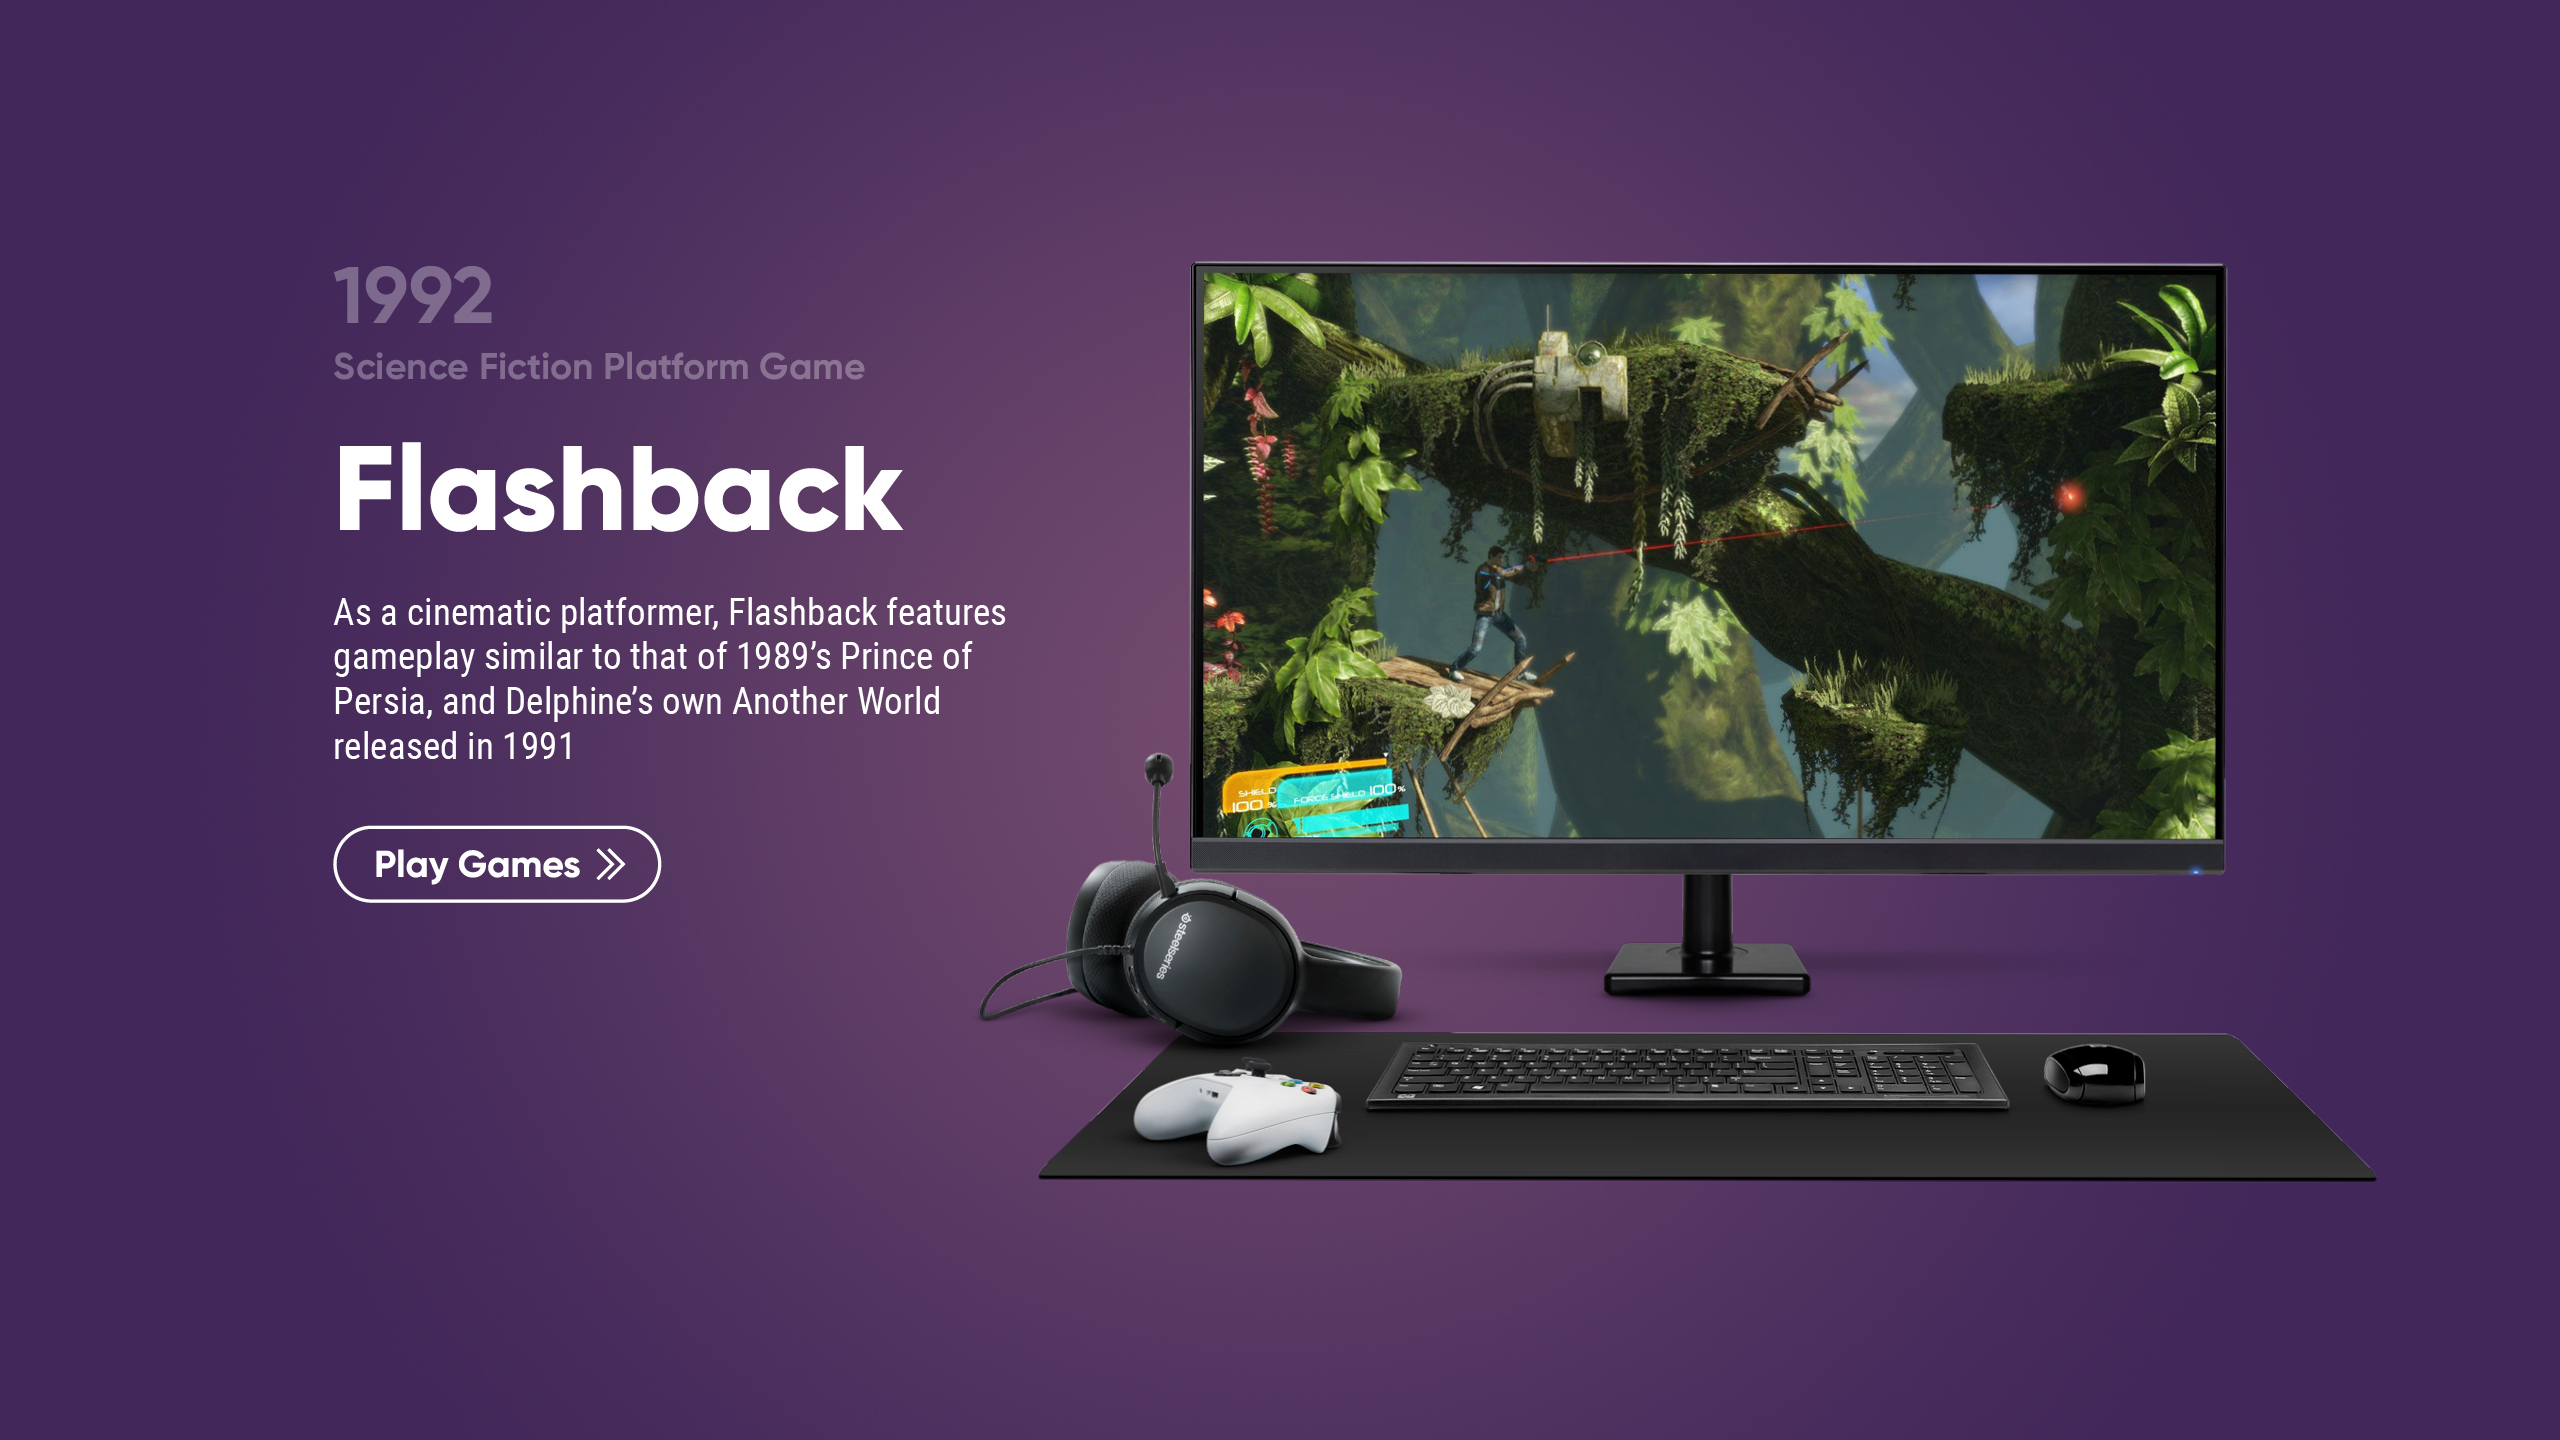 1992
Science Fiction Platform Game
Flashback
As a cinematic platformer, Flashback features
gameplay similar to that of 1989’s Prince of
Persia, and Delphine’s own Another World
released in 1991
Play Games
SHIELD
100 %
FORCE SHIELD 100%
steelseries